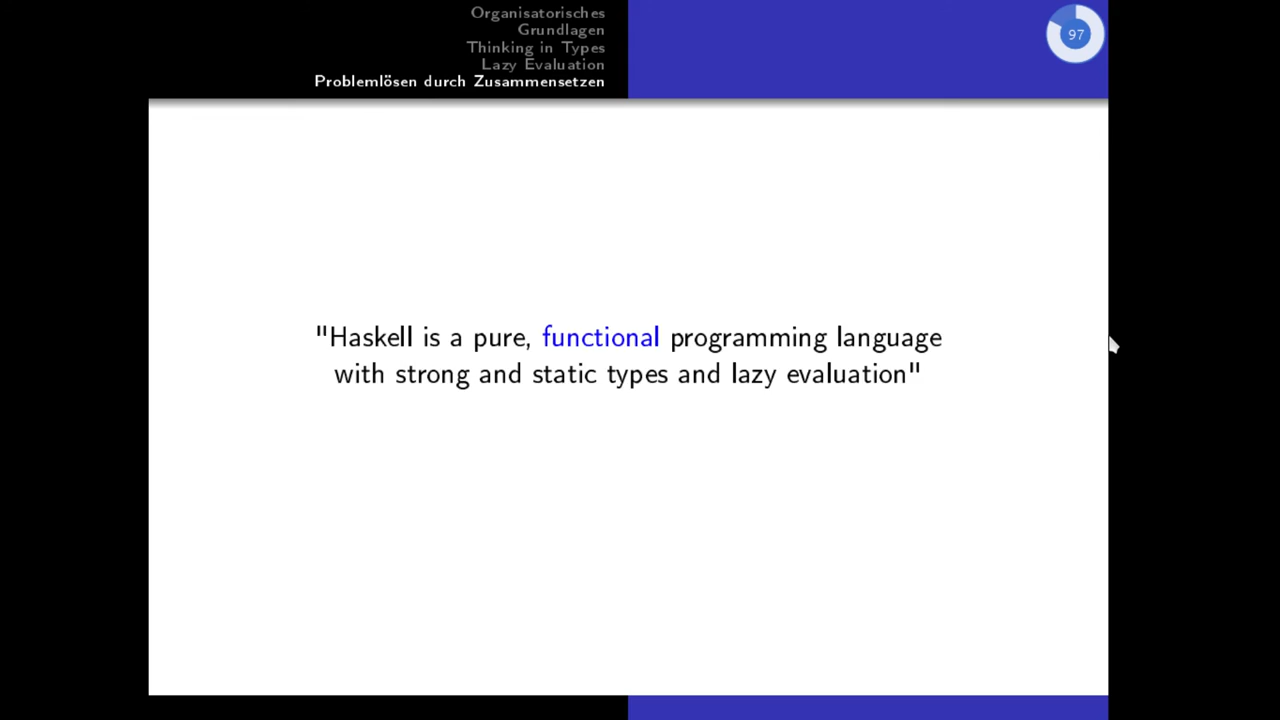 Organisatorisches
Grundlagen
Thinking in Types
Lazy Evaluation
Problemlösen durch Zusammensetzen
97
"Haskell is a pure, functional programming language
with strong and static types and lazy evaluation"